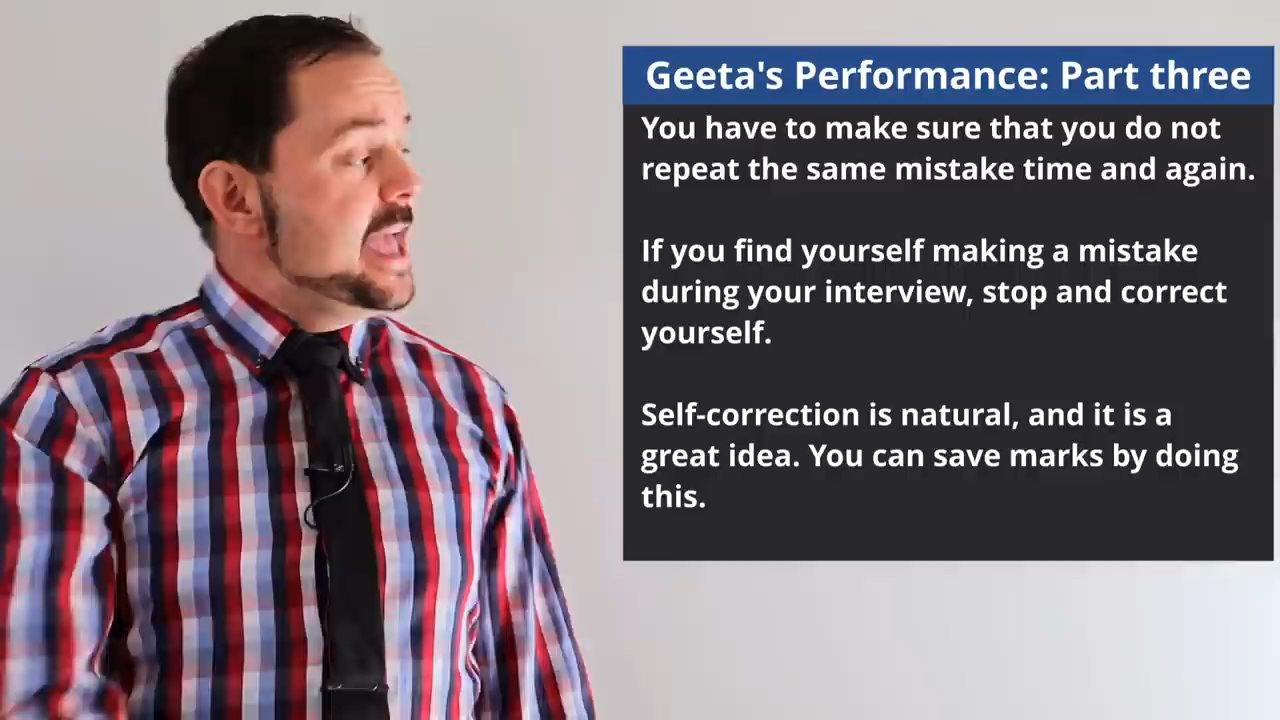 Geeta's Performance: Part three
You have to make sure that you do not
repeat the same mistake time and again.
If you find yourself making a mistake
during your interview, stop and correct
yourself.
Self-correction is natural, and it is a
great idea. You can save marks by doing
this.